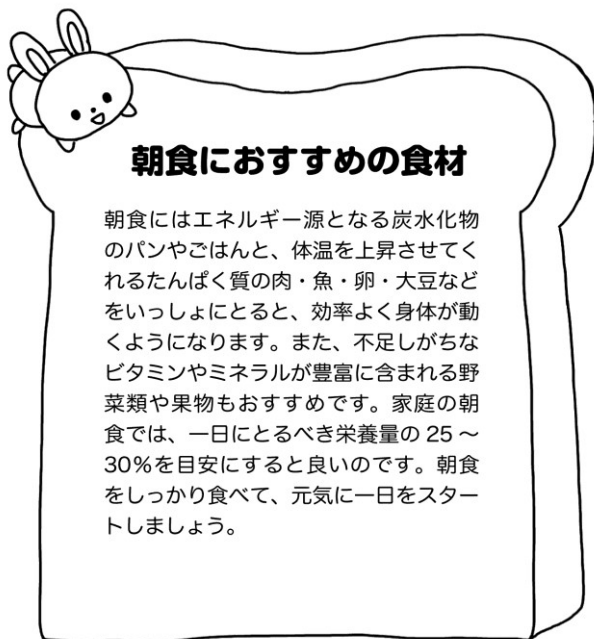 朝食におすすめの食材
朝食にはエネルギー源となる炭水化物
のパンやごはんと、体温を上昇させてく
れるたんぱく質の肉・魚・卵・大豆など
をいっしょにとると、効率よく身体が動
くようになります。また、不足しがちな
ビタミンやミネラルが豊富に含まれる野
菜類や果物もおすすめです。家庭の朝
食では、一日にとるべき栄養量の 25 ～
30%を目安にすると良いのです。朝食
をしっかり食べて、元気に一日をスター
トしましょう。